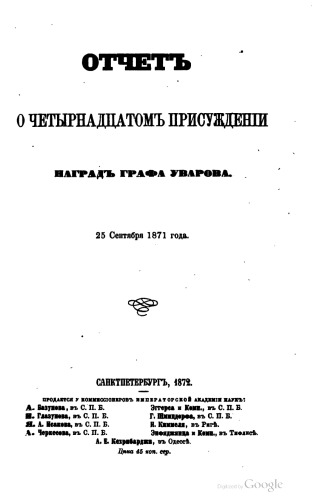 ОТЧЕТЪ
О ЧЕТЫРНАДЦАТОМЪ ПРИСУЖДЕНІИ
НАГРАДЪ ГРАФА УВАРОВА.
25 Сентября 1871 года.
САНКТПЕТЕРБУРГЪ, 1872.
ПРОДАЕТСЯ У КОММИССІОНЕРОВЪ ИМПЕРАТОРСКОЙ АКАДЕМІИ НАУКЪ:
А. Базунова, въ С. П. Б. Эггерса и Комп., въ С. П. Б.
И. Глазунова, въ С. П. Б. Г. Шмицдорфа, въ С. П. Б.
Я. А. Исакова, въ С. П. Б. Н. Киммеля, въ Ригѣ.
А. Черкесова, въ С. П. Б. Энфяджянца и Комп., въ Тифлисѣ.
А. Е. Кехрибарджи, въ Одессѣ.
Цѣна 45 коп. сер.
Digitized by Google